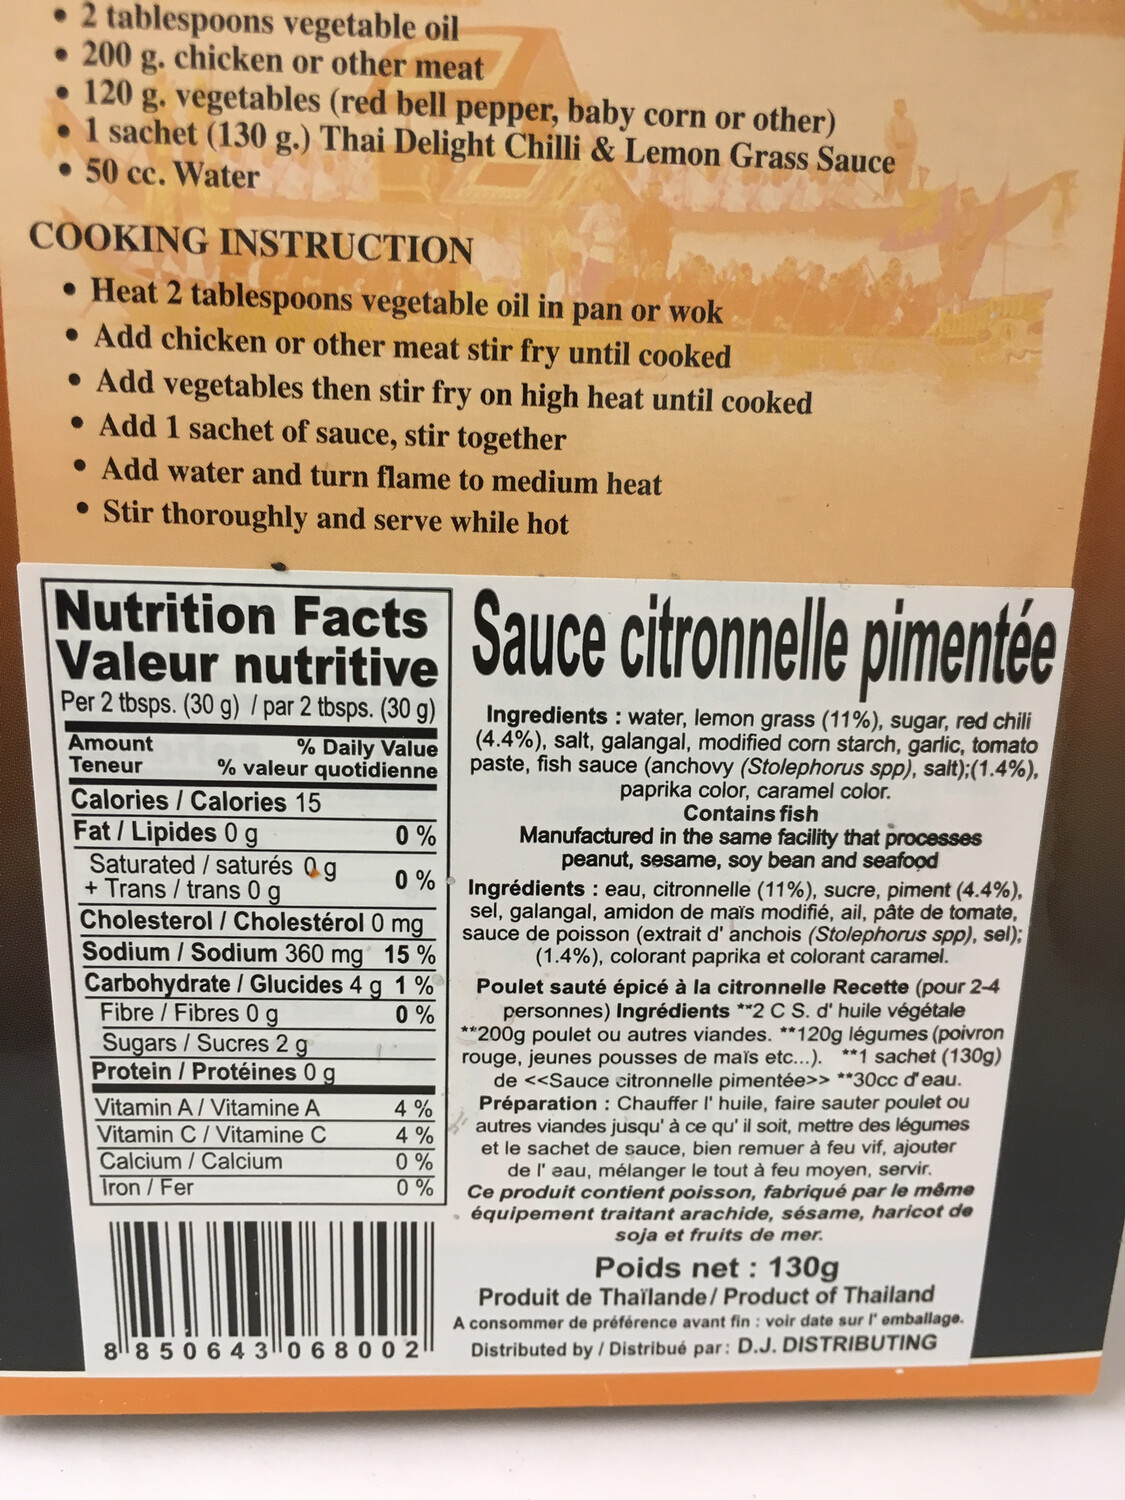 • 2 tablespoons vegetable oil
• 200 g. chicken or other meat
• 120 g. vegetables (red bell pepper, baby corn or other)
• 1 sachet (130 g.) Thai Delight Chilli & Lemon Grass Sauce
• 50 cc. Water
COOKING INSTRUCTION
• Heat 2 tablespoons vegetable oil in pan or wok
• Add chicken or other meat stir fry until cooked
• Add vegetables then stir fry on high heat until cooked
• Add 1 sachet of sauce, stir together
• Add water and turn flame to medium heat
• Stir thoroughly and serve while hot
Nutrition Facts
Valeur nutritive
Per 2 tbsps. (30 g) / par 2 tbsps. (30 g)
Amount % Daily Value
Teneur % valeur quotidienne
Calories / Calories 15
Fat / Lipides 0 g 0 %
Saturated / saturés 0 g
+ Trans / trans 0 g 0 %
Cholesterol / Cholestérol 0 mg
Sodium / Sodium 360 mg 15 %
Carbohydrate / Glucides 4 g 1 %
Fibre / Fibres 0 g 0 %
Sugars / Sucres 2 g
Protein / Protéines 0 g
Vitamin A / Vitamine A 4 %
Vitamin C / Vitamine C 4 %
Calcium / Calcium 0 %
Iron / Fer 0 %
8 850643 068002
Sauce citronnelle pimentée
Ingredients : water, lemon grass (11%), sugar, red chili
(4.4%), salt, galangal, modified corn starch, garlic, tomato
paste, fish sauce (anchovy (Stolephorus spp), salt);(1.4%),
paprika color, caramel color.
Contains fish
Manufactured in the same facility that processes
peanut, sesame, soy bean and seafood
Ingrédients : eau, citronnelle (11%), sucre, piment (4.4%),
sel, galangal, amidon de maïs modifié, ail, pâte de tomate,
sauce de poisson (extrait d' anchois (Stolephorus spp), sel);
(1.4%), colorant paprika et colorant caramel.
Poulet sauté épicé à la citronnelle Recette (pour 2-4
personnes) Ingrédients **2 C S. d' huile végétale
**200g poulet ou autres viandes. **120g légumes (poivron
rouge, jeunes pousses de maïs etc...). **1 sachet (130g)
de <<Sauce citronnelle pimentée>> **30cc d'eau.
Préparation : Chauffer l' huile, faire sauter poulet ou
autres viandes jusqu' à ce qu' il soit, mettre des légumes
et le sachet de sauce, bien remuer à feu vif, ajouter
de l' eau, mélanger le tout à feu moyen, servir.
Ce produit contient poisson, fabriqué par le même
équipement traitant arachide, sésame, haricot de
soja et fruits de mer.
Poids net : 130g
Produit de Thaïlande / Product of Thailand
A consommer de préférence avant fin : voir date sur l' emballage.
Distributed by / Distribué par : D.J. DISTRIBUTING